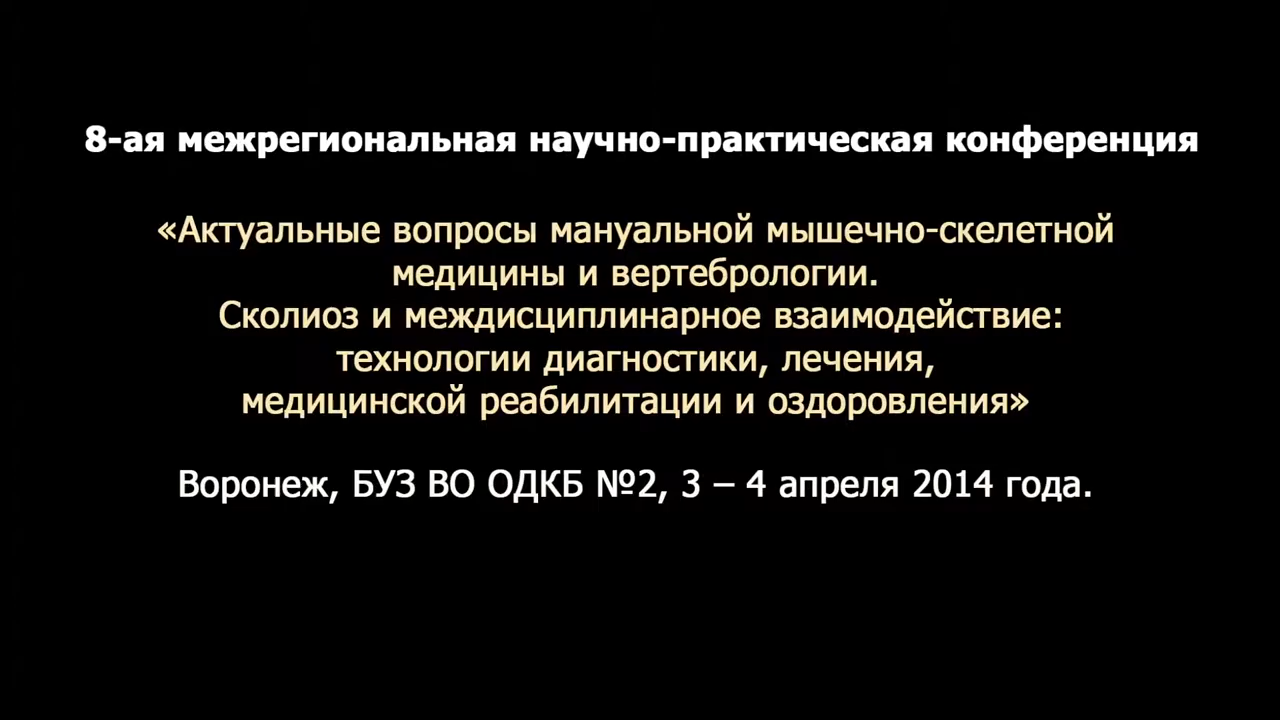 8-ая межрегиональная научно-практическая конференция
«Актуальные вопросы мануальной мышечно-скелетной
медицины и вертебрологии.
Сколиоз и междисциплинарное взаимодействие:
технологии диагностики, лечения,
медицинской реабилитации и оздоровления»
Воронеж, БУЗ ВО ОДКБ №2, 3 – 4 апреля 2014 года.